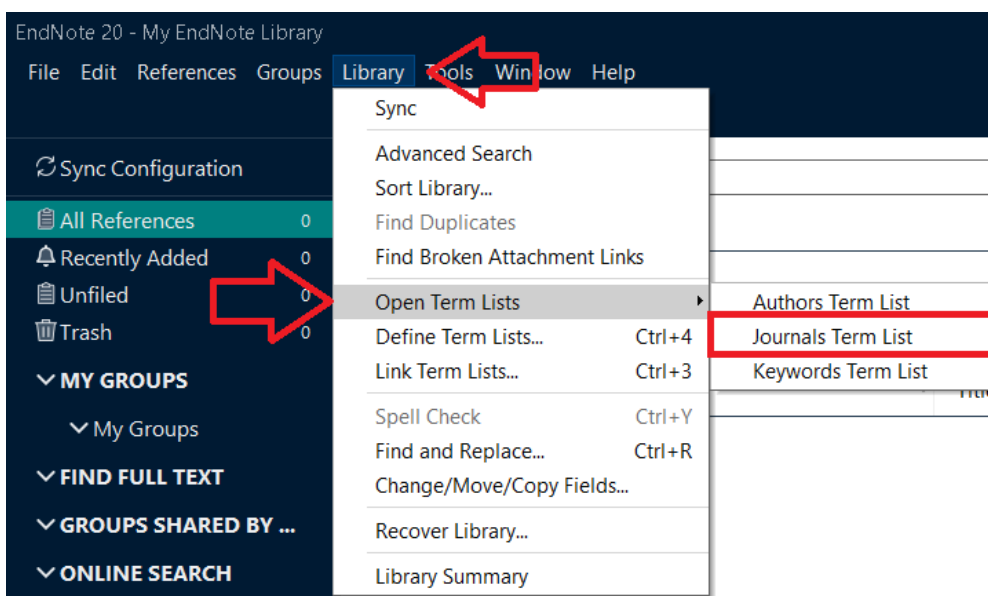 EndNote 20 - My EndNote Library
File Edit References Groups Library Tools Window Help
Sync
Advanced Search
Sort Library...
Find Duplicates
Find Broken Attachment Links
Open Term Lists
Define Term Lists... Ctrl+4
Link Term Lists... Ctrl+3
Spell Check Ctrl+Y
Find and Replace... Ctrl+R
Change/Move/Copy Fields...
Recover Library...
Library Summary
Authors Term List
Journals Term List
Keywords Term List
Sync Configuration
All References 0
Recently Added 0
Unfiled 0
Trash 0
MY GROUPS
My Groups
FIND FULL TEXT
GROUPS SHARED BY ...
ONLINE SEARCH